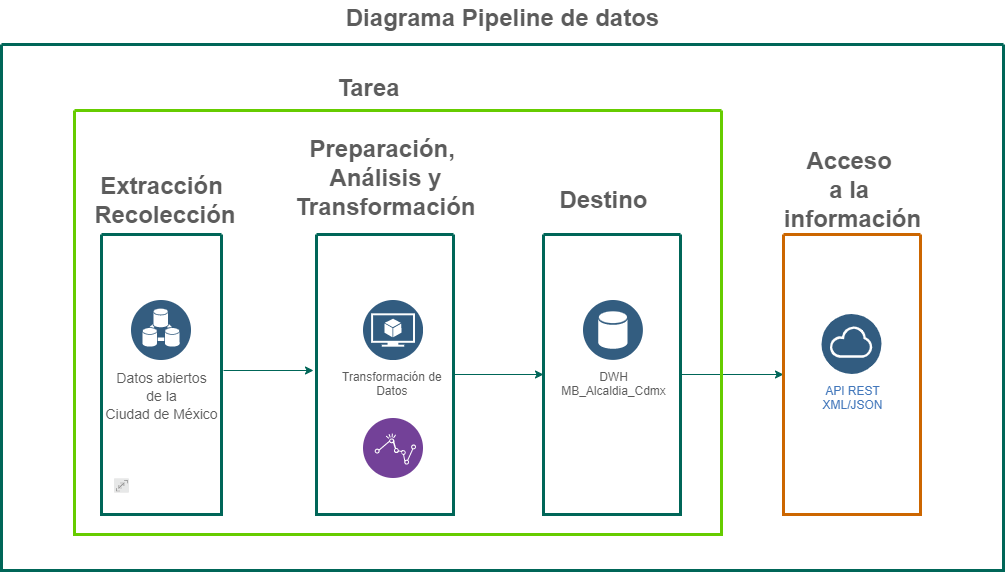 Diagrama Pipeline de datos
Tarea
Extracción
Recolección
Preparación,
Análisis y
Transformación
Destino
Acceso
a la
información
Datos abiertos
de la
Ciudad de México
Transformación de
Datos
DWH
MB_Alcaldia_Cdmx
API REST
XML/JSON